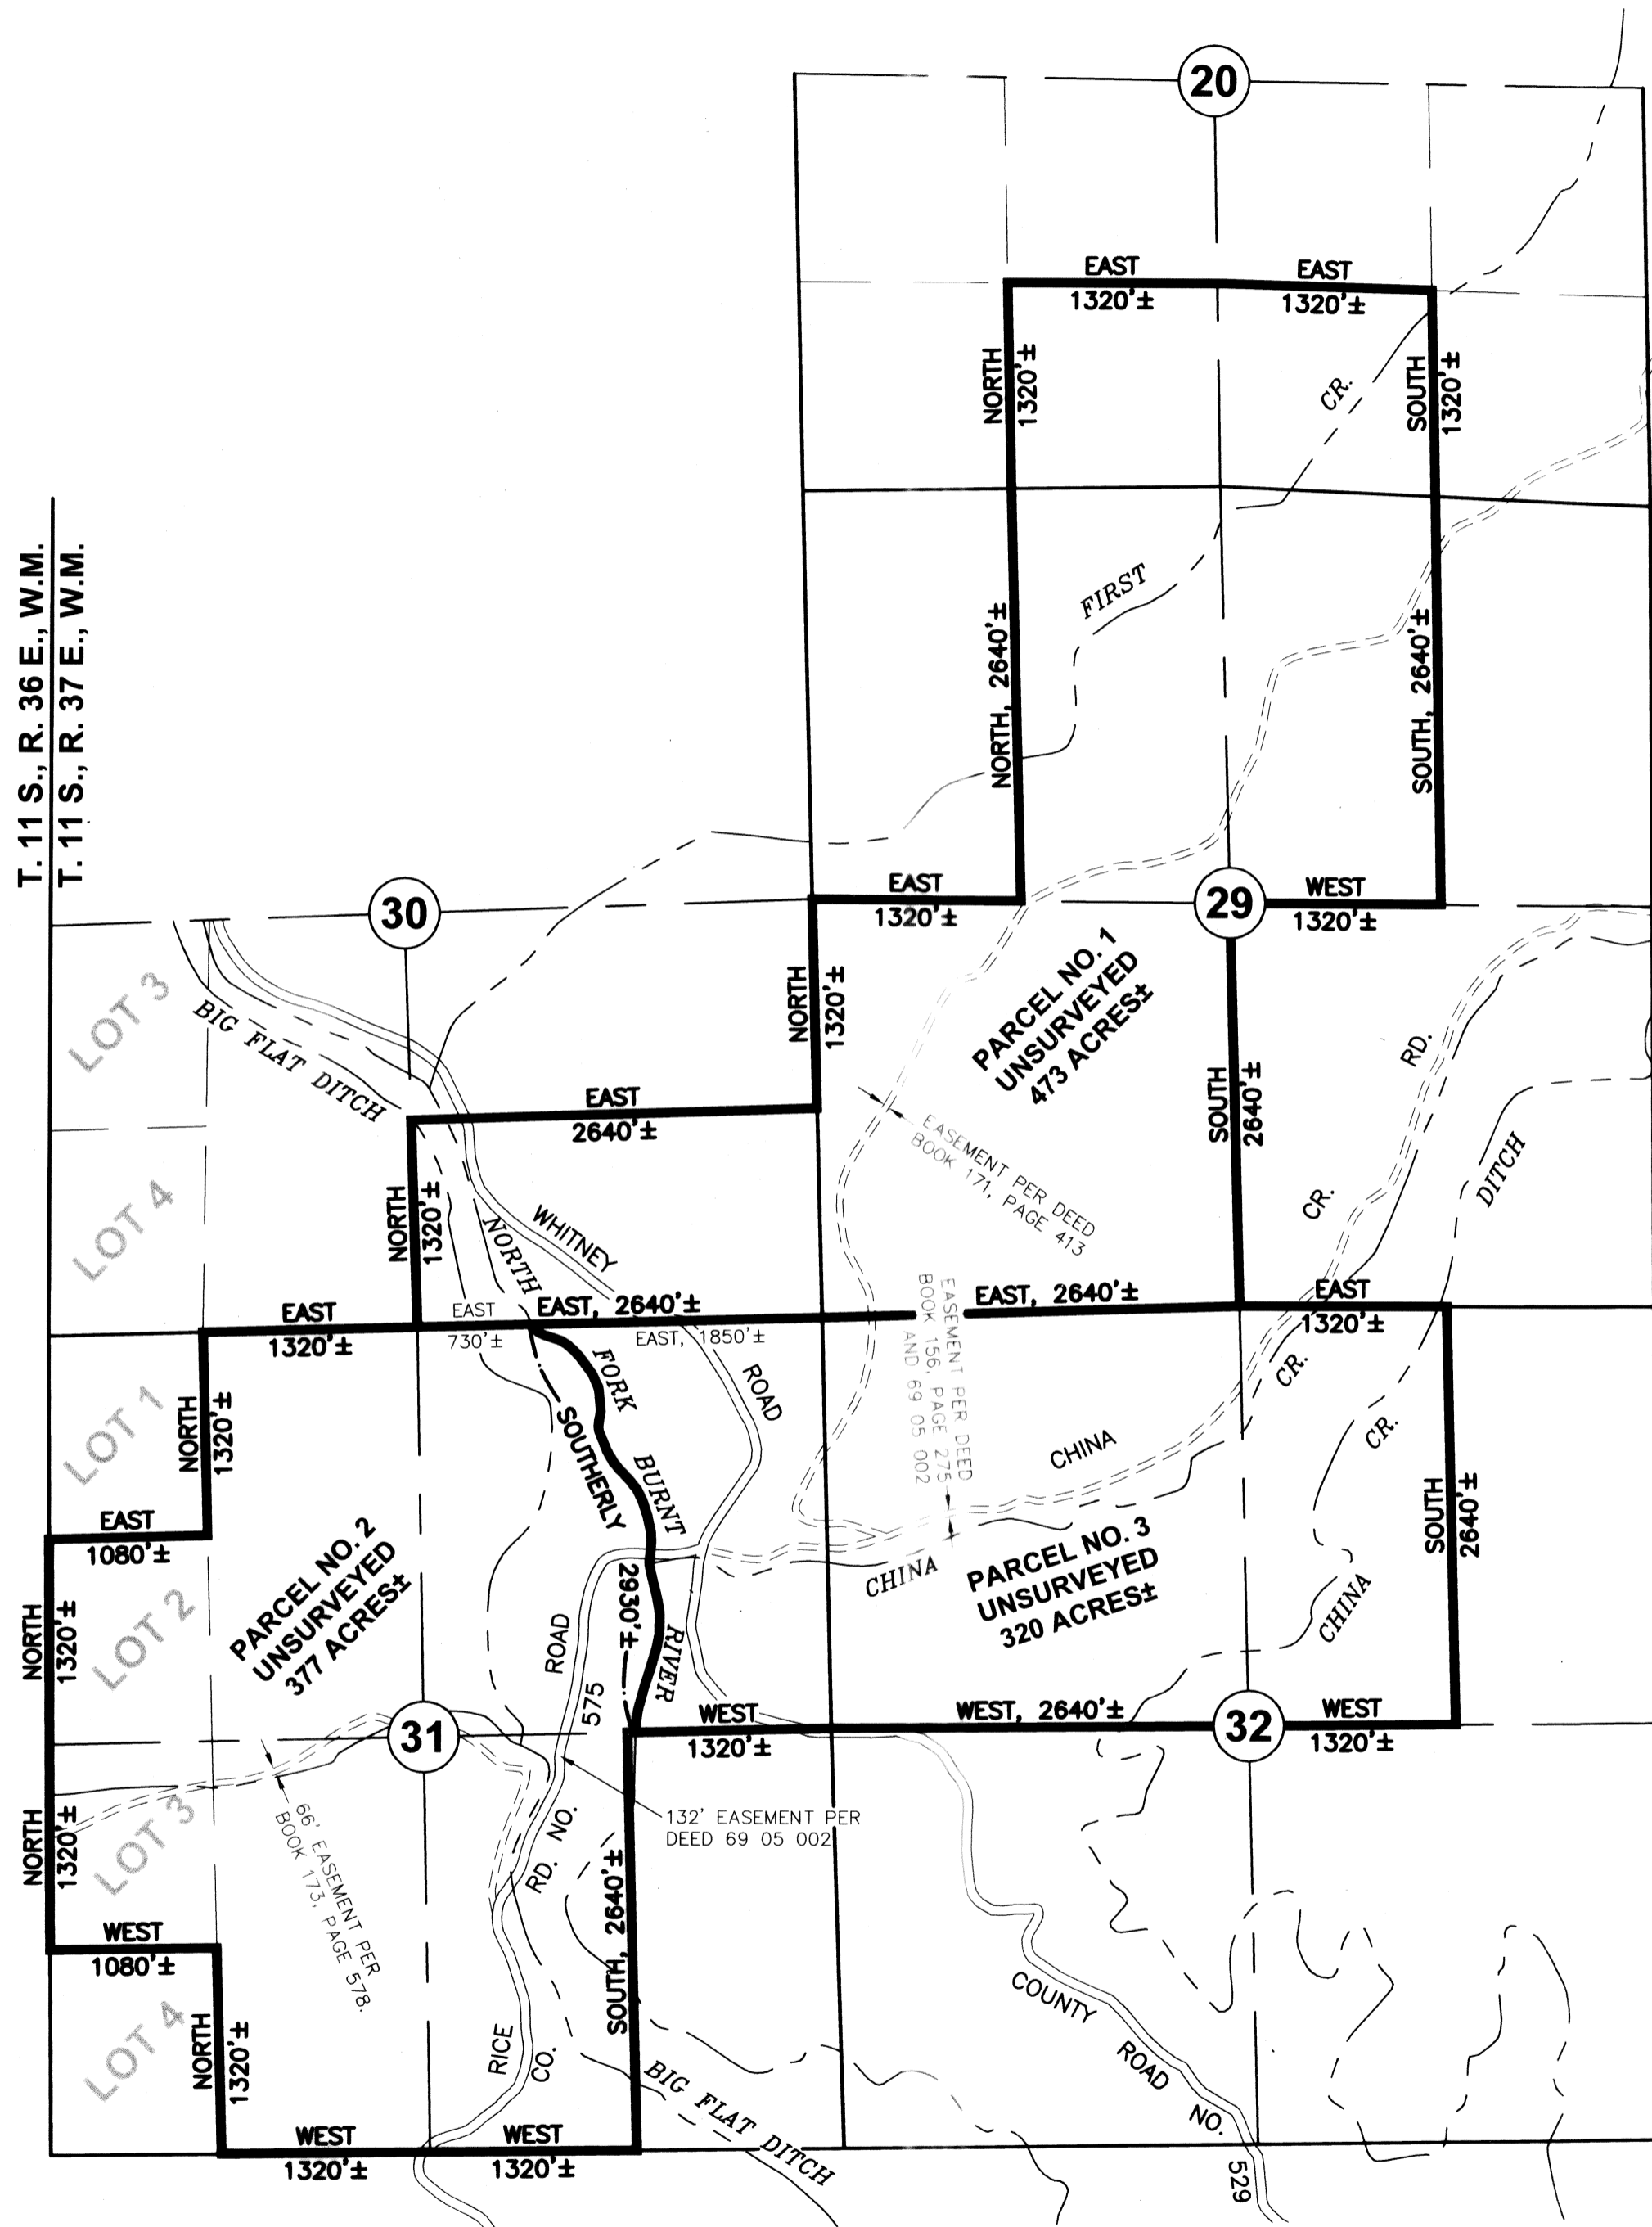 20
EAST
1320'±
EAST
1320'±
NORTH
1320'±
CR.
SOUTH
1320'±
T. 11 S., R. 36 E., W.M.
T. 11 S., R. 37 E., W.M.
FIRST
NORTH, 2640'±
SOUTH, 2640'±
30
EAST
1320'±
29
WEST
1320'±
LOT 3
BIG FLAT DITCH
NORTH
1320'±
PARCEL NO. 1
UNSURVEYED
473 ACRES±
SOUTH
2640'±
RD.
CR.
DITCH
EAST
2640'±
EASEMENT PER DEED
BOOK 171, PAGE 413
LOT 4
NORTH
1320'±
NORTH
WHITNEY
EAST
1320'±
EAST
730'±
EAST, 2640'±
EAST, 1850'±
EAST, 2640'±
EAST
1320'±
EASEMENT PER DEED
BOOK 156, PAGE 275
AND 69 05 002
LOT 1
NORTH
1320'±
FORK
SOUTHERLY
ROAD
CR.
CR.
CHINA
BURNT
SOUTH
2640'±
EAST
1080'±
PARCEL NO. 2
UNSURVEYED
377 ACRES±
2930'±
CHINA
PARCEL NO. 3
UNSURVEYED
320 ACRES±
CHINA
LOT 2
NORTH
1320'±
ROAD
575
RIVER
31
WEST
1320'±
WEST, 2640'±
32
WEST
1320'±
LOT 3
NORTH
1320'±
66' EASEMENT PER
BOOK 173, PAGE 578.
RD. NO.
132' EASEMENT PER
DEED 69 05 002
SOUTH, 2640'±
WEST
1080'±
LOT 4
NORTH
1320'±
RICE
CO.
BIG FLAT DITCH
COUNTY
ROAD
NO.
529
WEST
1320'±
WEST
1320'±